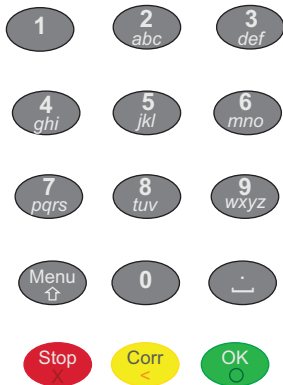 1 2 3
abc def
4 5 6
ghi jkl mno
7 8 9
pqrs tuv wxyz
Menu 0 .
Stop Corr OK
X < O